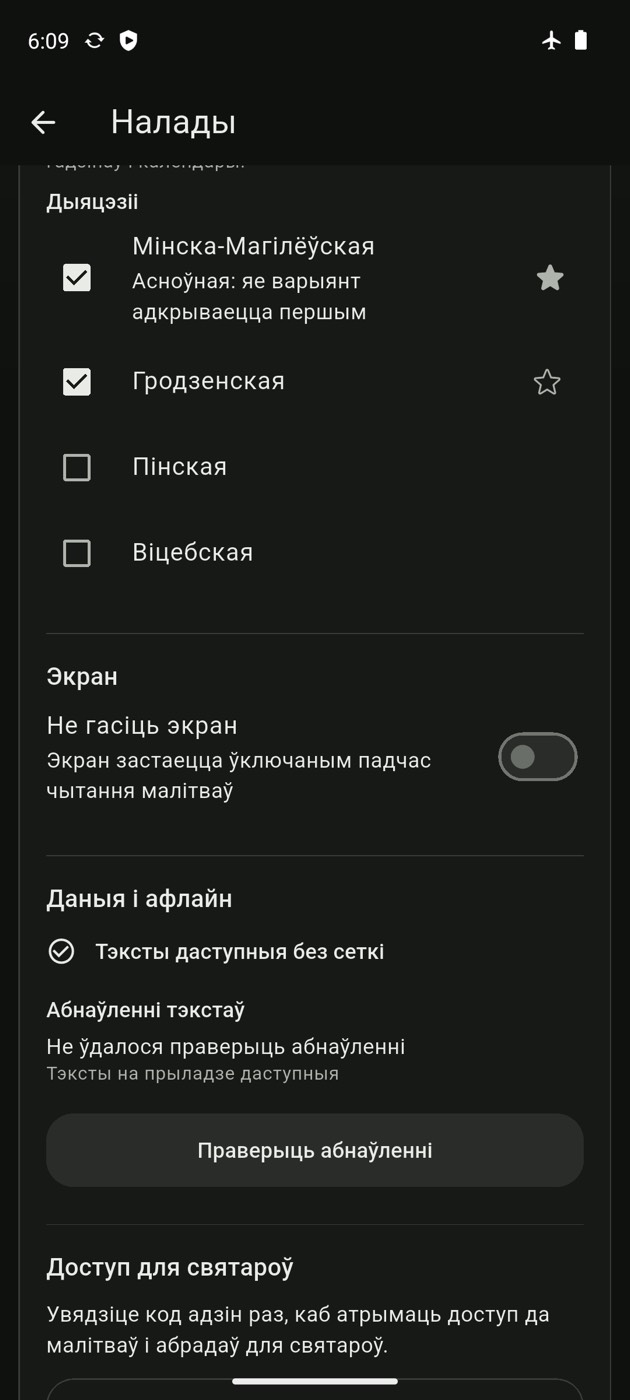 6:09
Налады
Дыяцэзіі
Мінска-Магілёўская
Асноўная: яе варыянт
адкрываецца першым
Гродзенская
Пінская
Віцебская
Экран
Не гасіць экран
Экран застаецца ўключаным падчас
чытання малітваў
Даныя і афлайн
Тэксты даступныя без сеткі
Абнаўленні тэкстаў
Не ўдалося праверыць абнаўленні
Тэксты на прыладзе даступныя
Праверыць абнаўленні
Доступ для святароў
Увядзіце код адзін раз, каб атрымаць доступ да
малітваў і абрадаў для святароў.